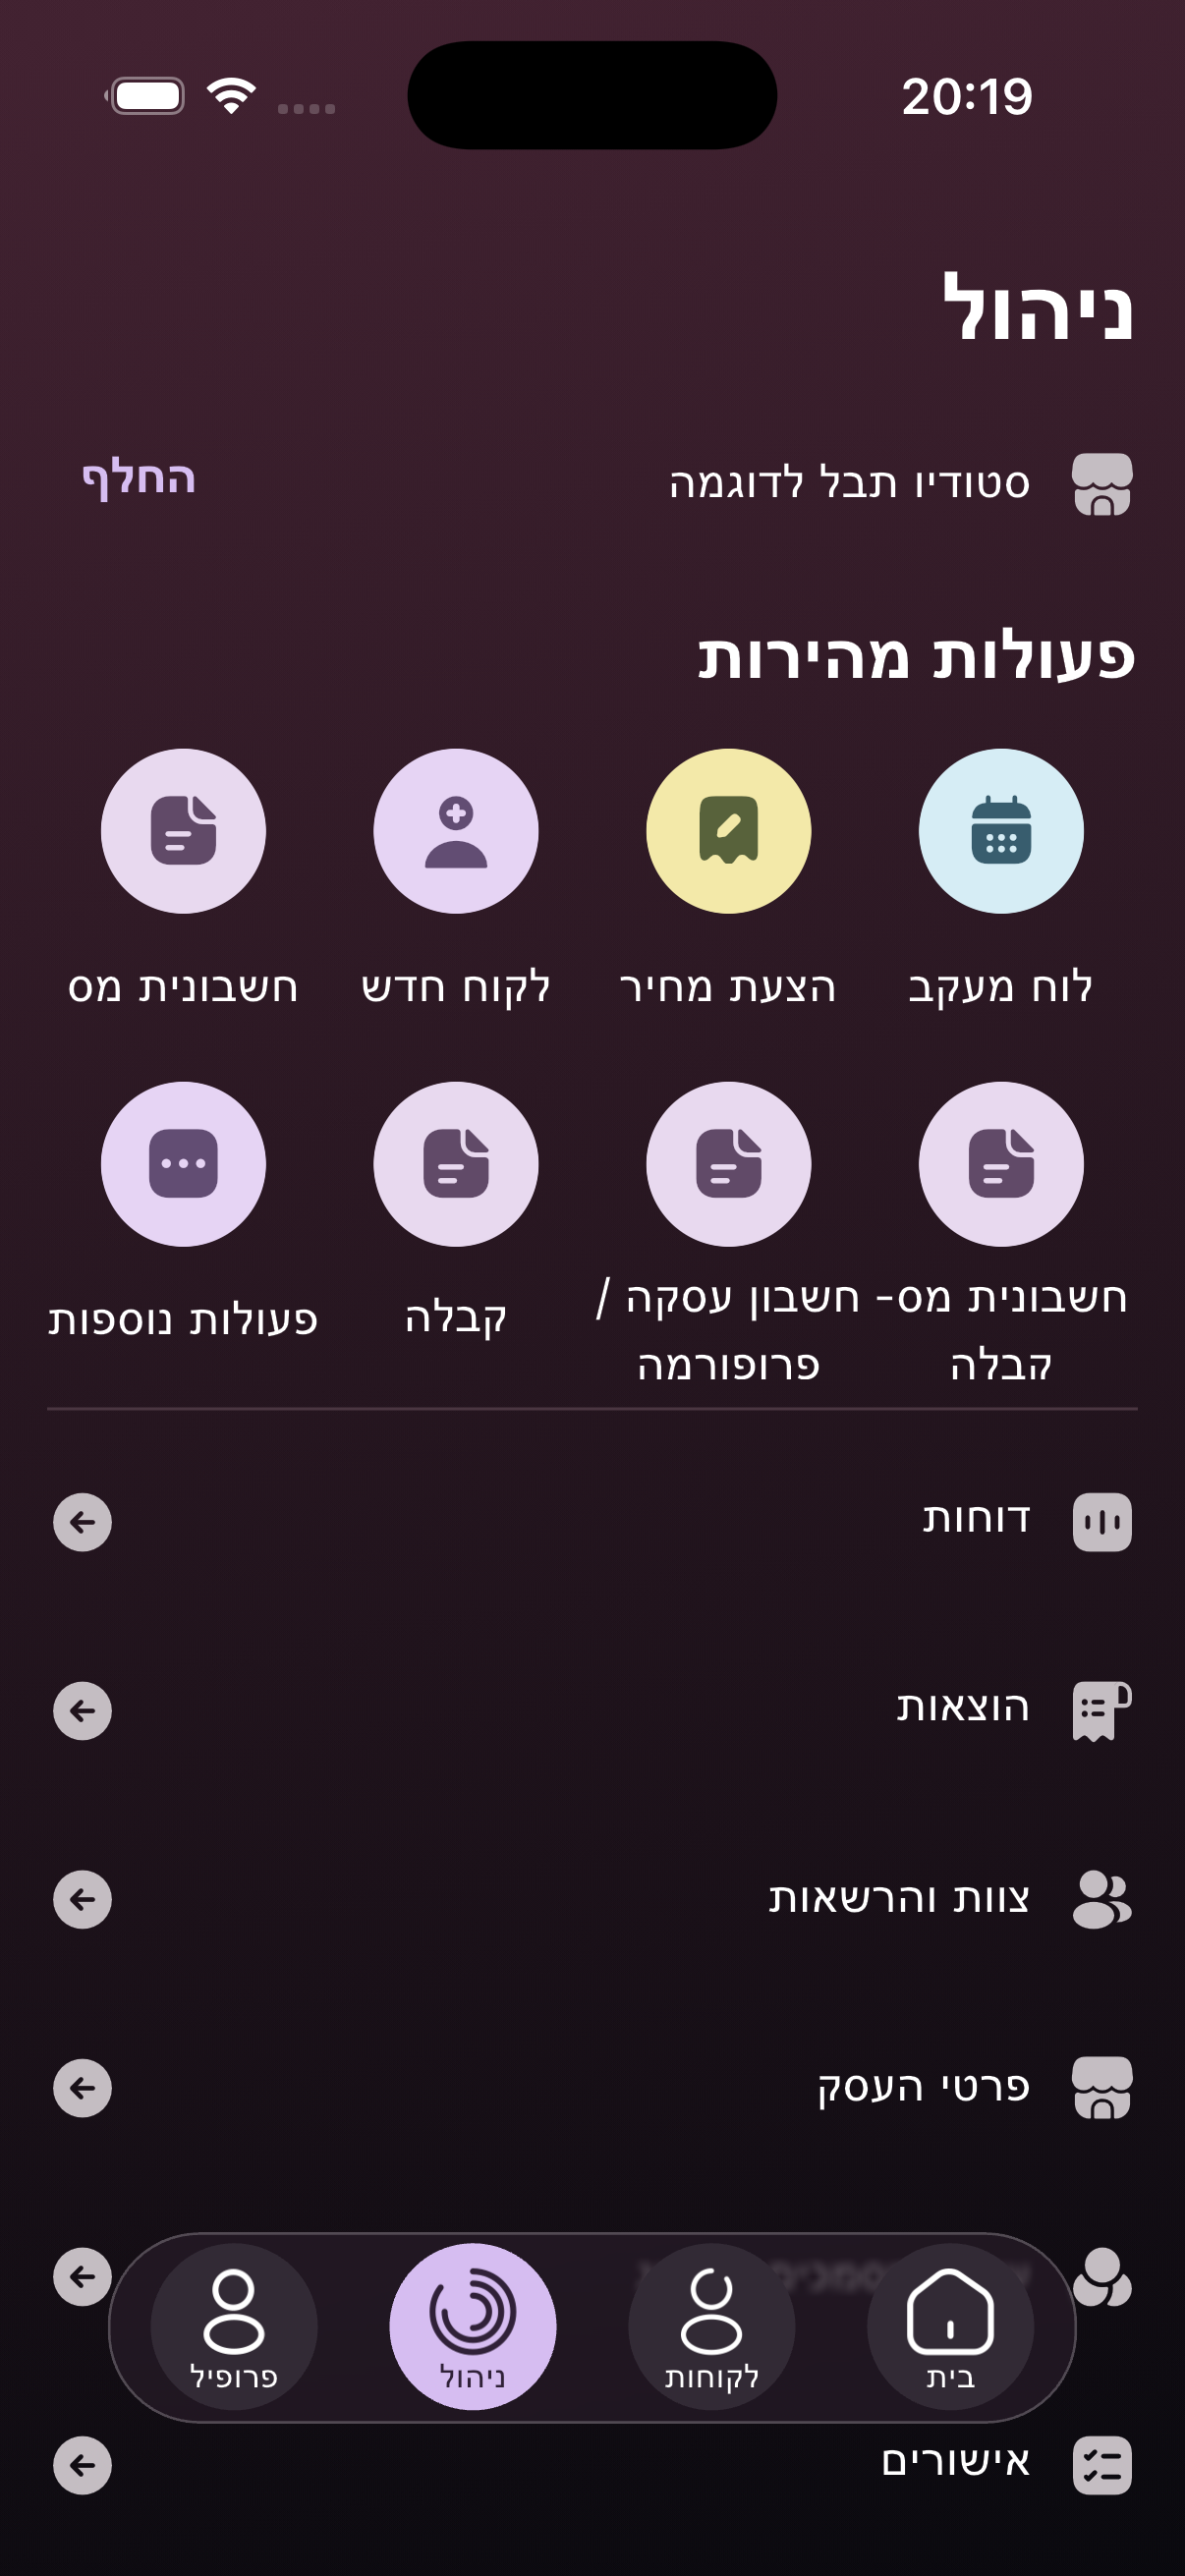 20:19
ניהול
סטודיו תבל לדוגמה
החלף
פעולות מהירות
לוח מעקב
הצעת מחיר
לקוח חדש
חשבונית מס
חשבונית מס-
קבלה
חשבון עסקה /
פרופורמה
קבלה
פעולות נוספות
דוחות
הוצאות
צוות והרשאות
פרטי העסק
בית
לקוחות
ניהול
פרופיל
אישורים